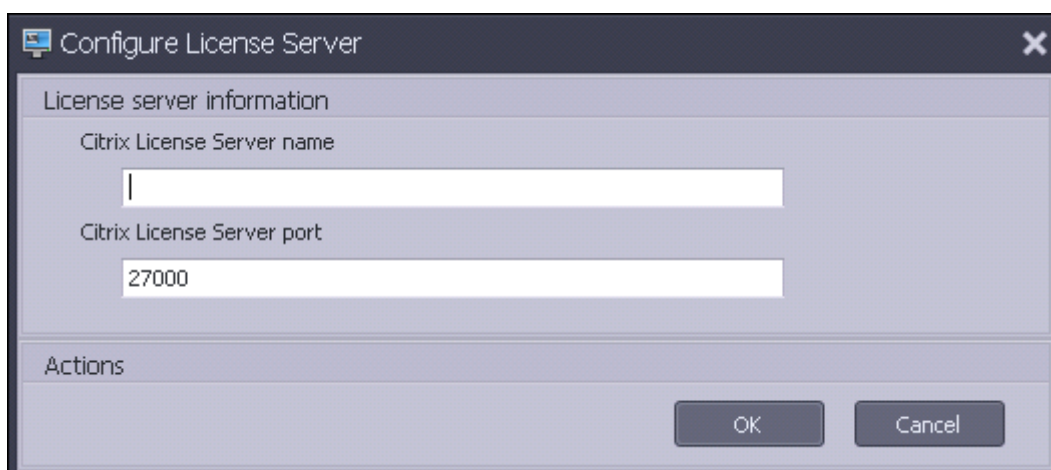 Configure License Server
License server information
Citrix License Server name
Citrix License Server port
27000
Actions
OK Cancel